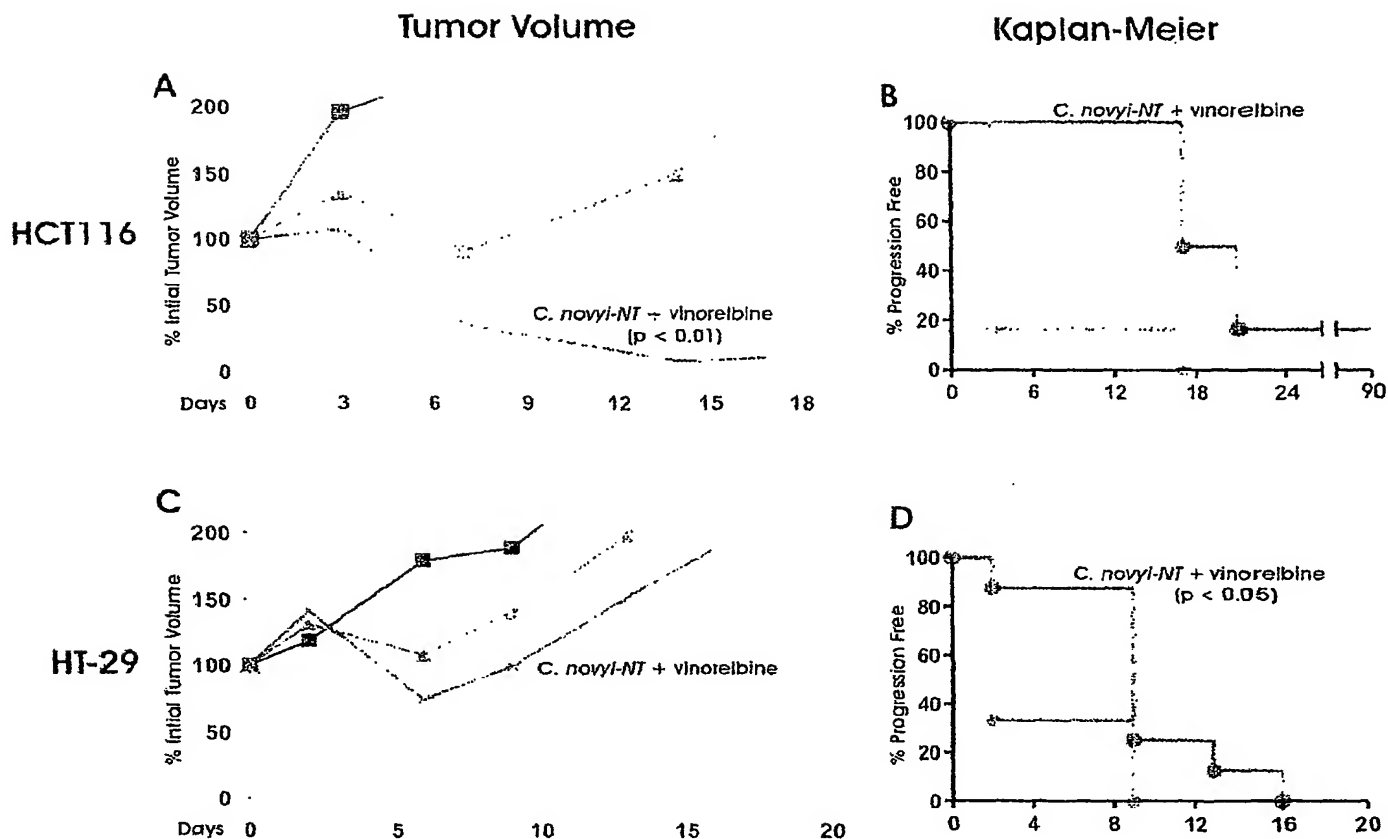 Tumor Volume
Kaplan-Meier
HCT116
A
% Intial Tumor Volume
200
150
100
50
0
C. novyi-NT + vinorelbine
(p < 0.01)
Days 0 3 6 9 12 15 18
B
% Progression Free
100
80
60
40
20
0
C. novyi-NT + vinorelbine
0 6 12 18 24 90
HT-29
C
% Intial Tumor Volume
200
150
100
50
0
C. novyi-NT + vinorelbine
Days 0 5 10 15 20
D
% Progression Free
100
80
60
40
20
0
C. novyi-NT + vinorelbine
(p < 0.05)
0 4 8 12 16 20